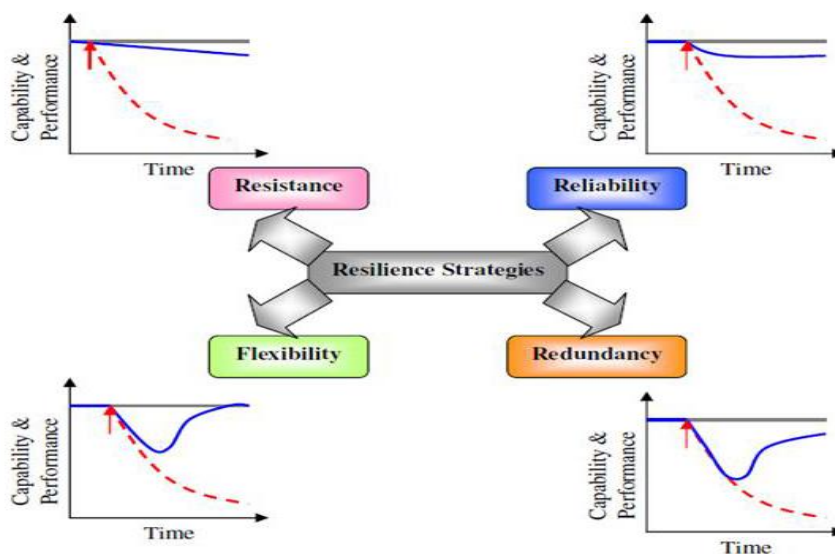 Capability &
Performance
Time
Capability &
Performance
Time
Resistance
Reliability
Resilience Strategies
Flexibility
Redundancy
Capability &
Performance
Time
Capability &
Performance
Time